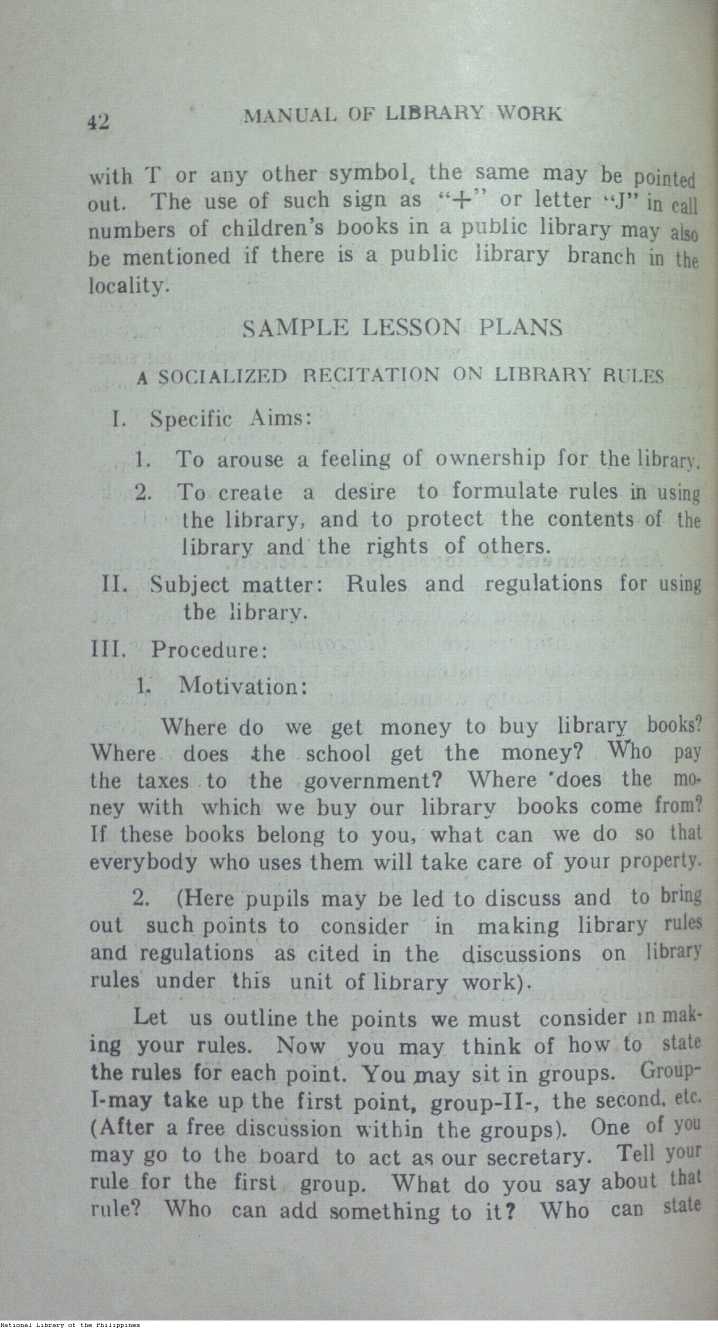 42 MANUAL OF LIBRARY WORK
with T or any other symbol, the same may be pointed
out. The use of such sign as “+” or letter “J” in call
numbers of children's books in a public library may also
be mentioned if there is a public library branch in the
locality.
SAMPLE LESSON PLANS
A SOCIALIZED RECITATION ON LIBRARY RULES
I. Specific Aims:
1. To arouse a feeling of ownership for the library.
2. To create a desire to formulate rules in using
the library, and to protect the contents of the
library and the rights of others.
II. Subject matter: Rules and regulations for using
the library.
III. Procedure:
1. Motivation:
Where do we get money to buy library books?
Where does the school get the money? Who pay
the taxes to the government? Where does the mo-
ney with which we buy our library books come from?
If these books belong to you, what can we do so that
everybody who uses them will take care of your property.
2. (Here pupils may be led to discuss and to bring
out such points to consider in making library rules
and regulations as cited in the discussions on library
rules under this unit of library work).
Let us outline the points we must consider in mak-
ing your rules. Now you may think of how to state
the rules for each point. You may sit in groups. Group-
I-may take up the first point, group-II-, the second, etc.
(After a free discussion within the groups). One of you
may go to the board to act as our secretary. Tell your
rule for the first group. What do you say about that
rule? Who can add something to it? Who can state
National Library of the Philippines